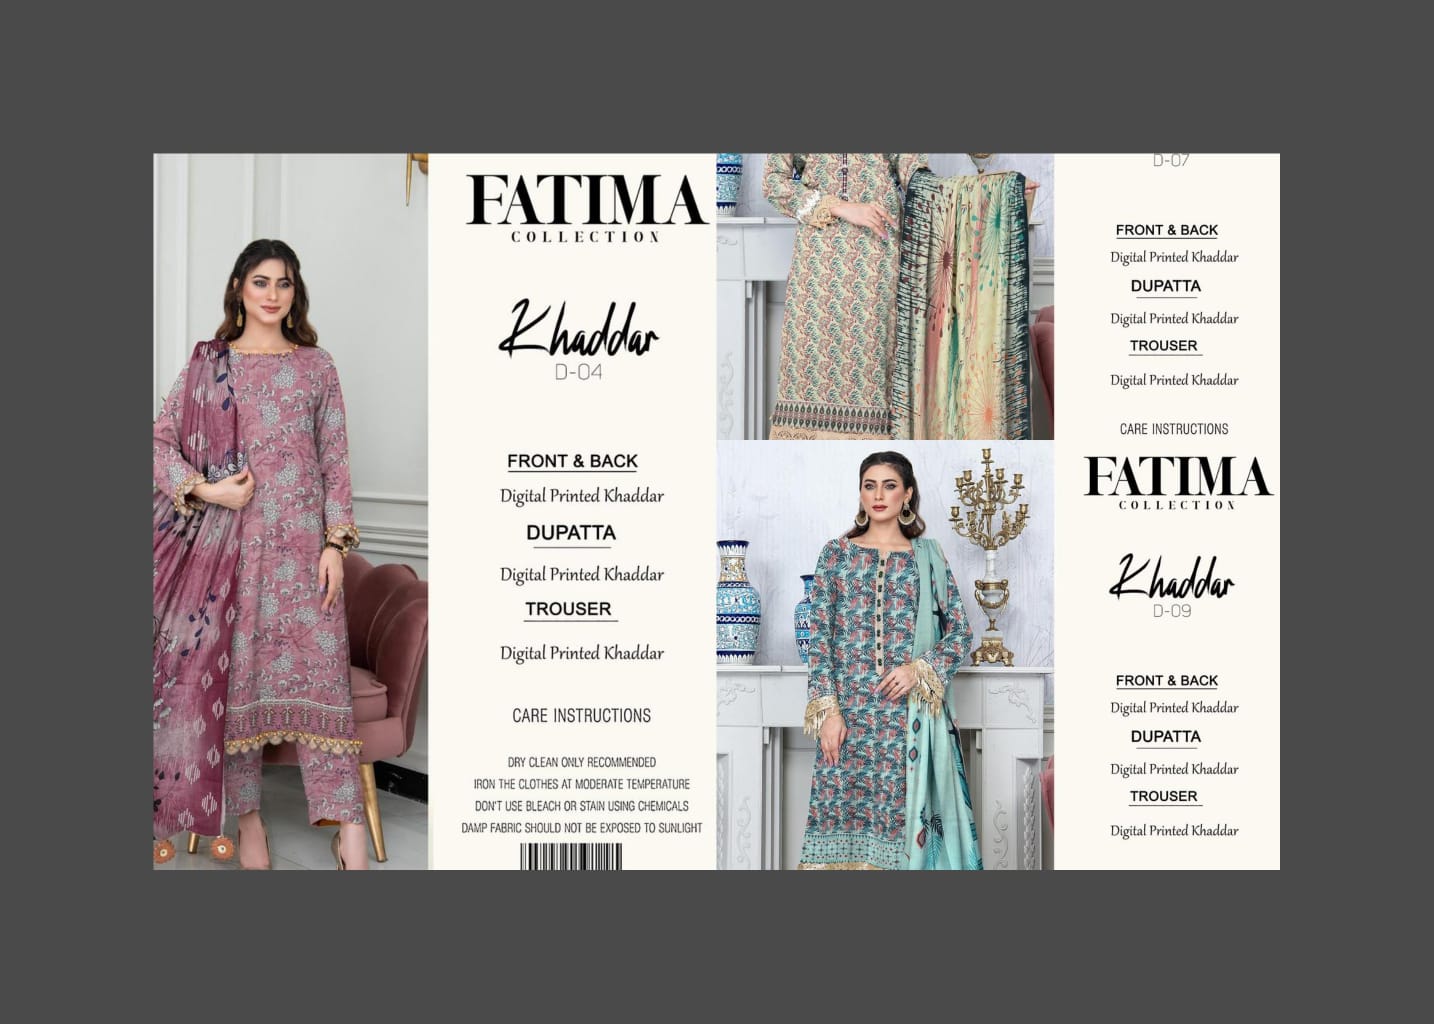 FATIMA
COLLECTION
Khaddar
D-04
FRONT & BACK
Digital Printed Khaddar
DUPATTA
Digital Printed Khaddar
TROUSER
Digital Printed Khaddar
CARE INSTRUCTIONS
DRY CLEAN ONLY RECOMMENDED
IRON THE CLOTHES AT MODERATE TEMPERATURE
DON'T USE BLEACH OR STAIN USING CHEMICALS
DAMP FABRIC SHOULD NOT BE EXPOSED TO SUNLIGHT
D-07
FRONT & BACK
Digital Printed Khaddar
DUPATTA
Digital Printed Khaddar
TROUSER
Digital Printed Khaddar
CARE INSTRUCTIONS
FATIMA
COLLECTION
Khaddar
D-09
FRONT & BACK
Digital Printed Khaddar
DUPATTA
Digital Printed Khaddar
TROUSER
Digital Printed Khaddar